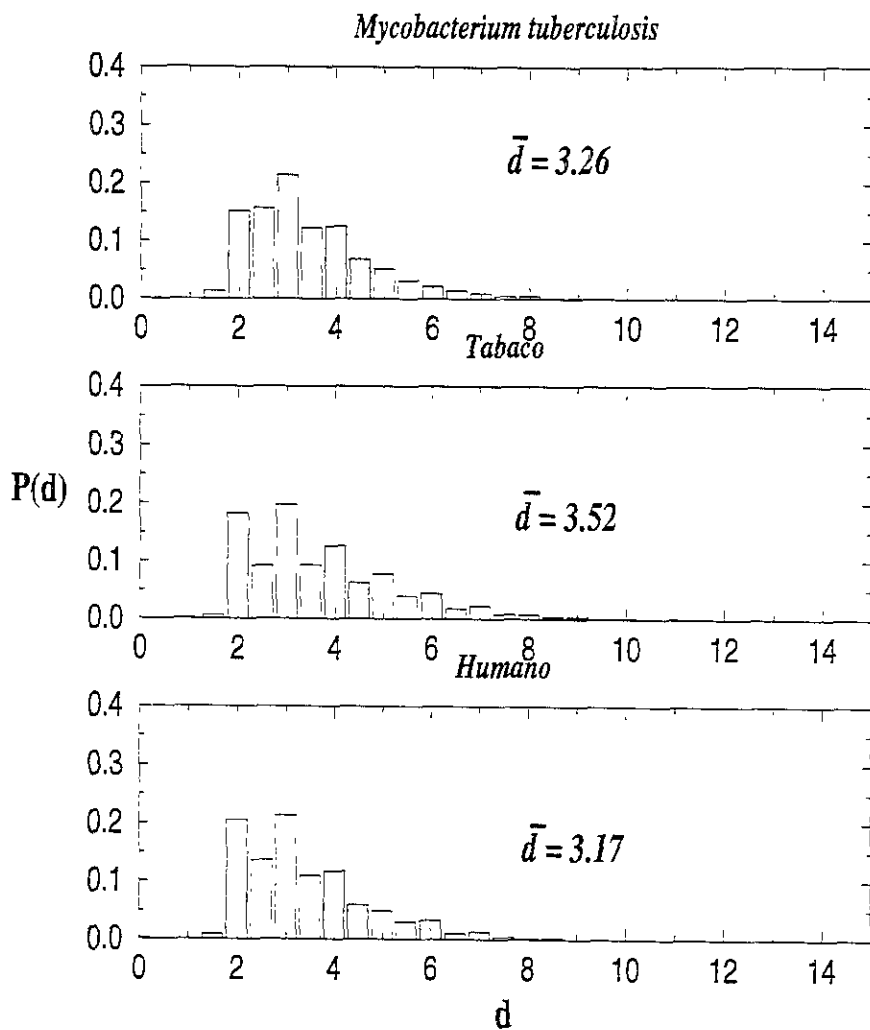 Mycobacterium tuberculosis
0.4
0.3
d̄ = 3.26
0.2
0.1
0.0
0 2 4 6 8 10 12 14
Tabaco
0.4
0.3
P(d)
0.2
d̄ = 3.52
0.1
0.0
0 2 4 6 8 10 12 14
Humano
0.4
0.3
0.2
d̄ = 3.17
0.1
0.0
0 2 4 6 8 10 12 14
d